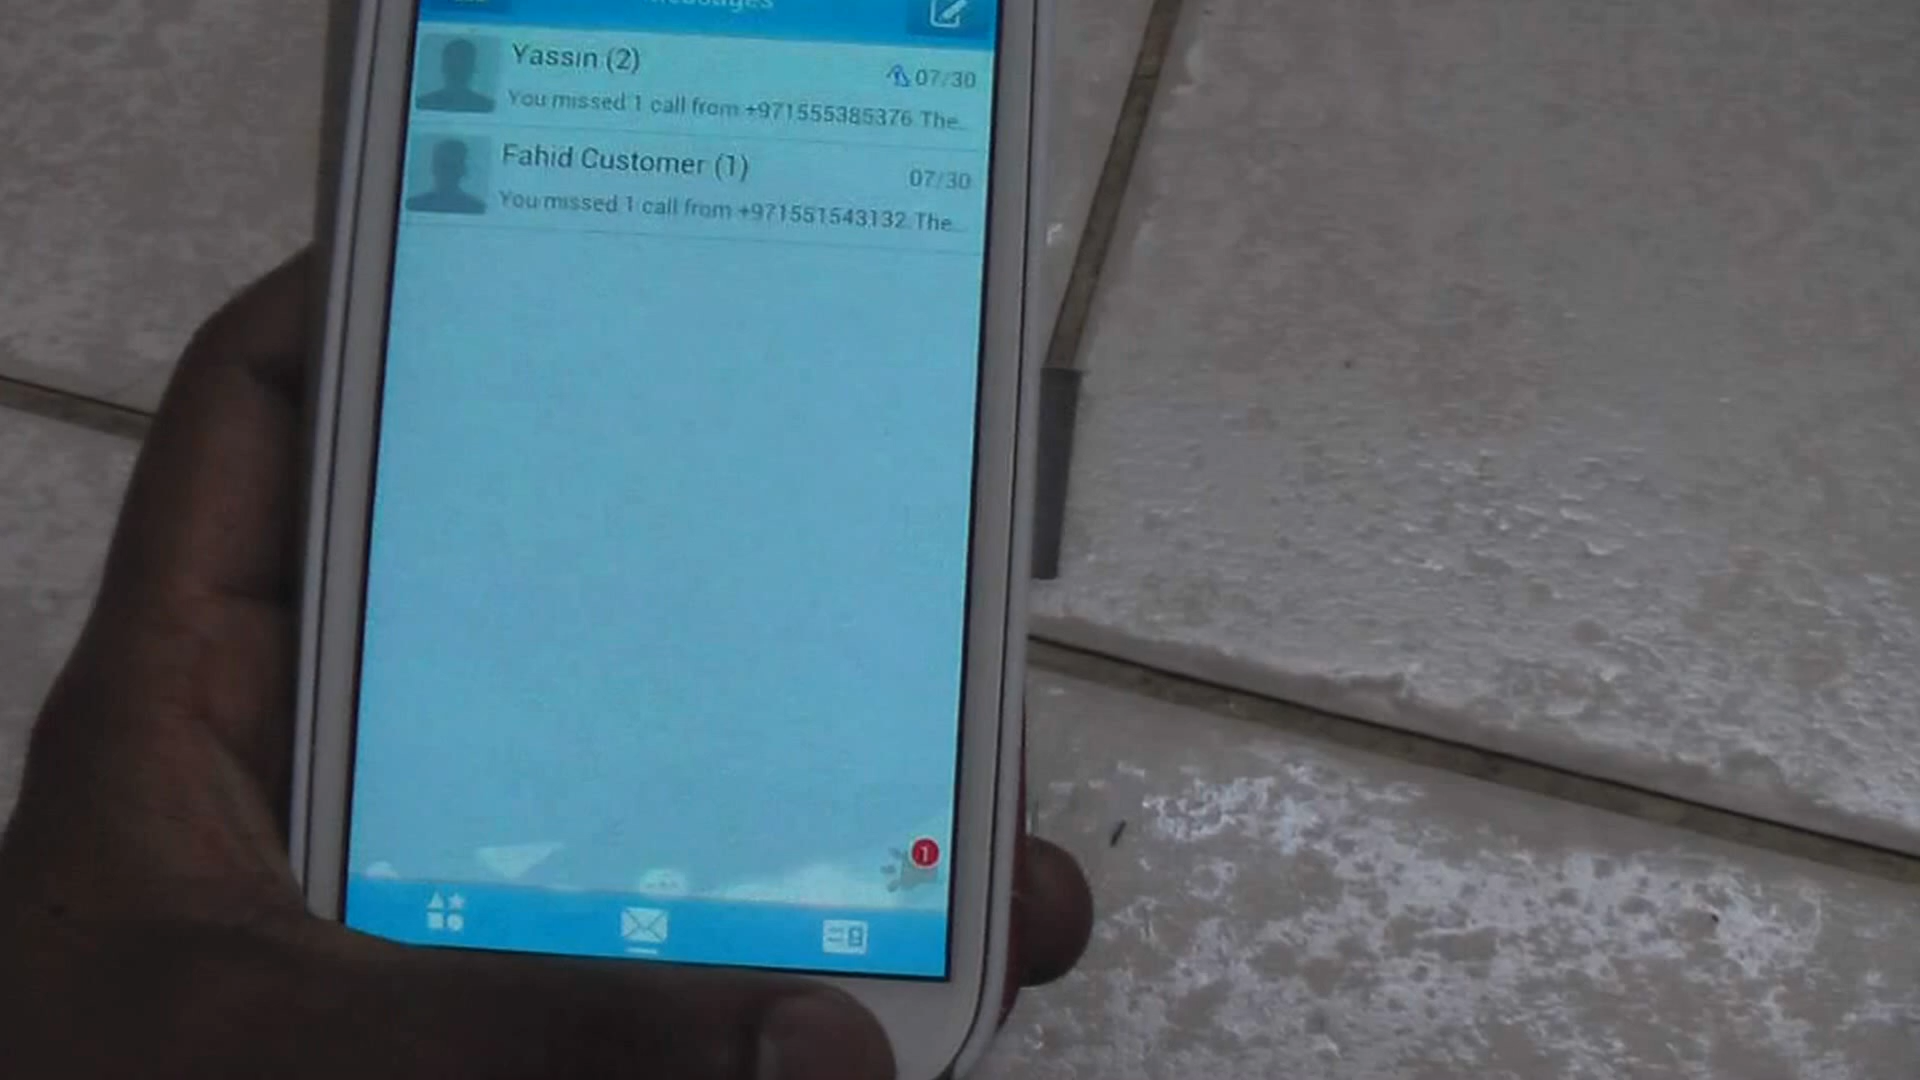 Messages
Yassin (2)
07/30
You missed 1 call from +971555385376 The...
Fahid Customer (1)
07/30
You missed 1 call from +971551543132 The...
1